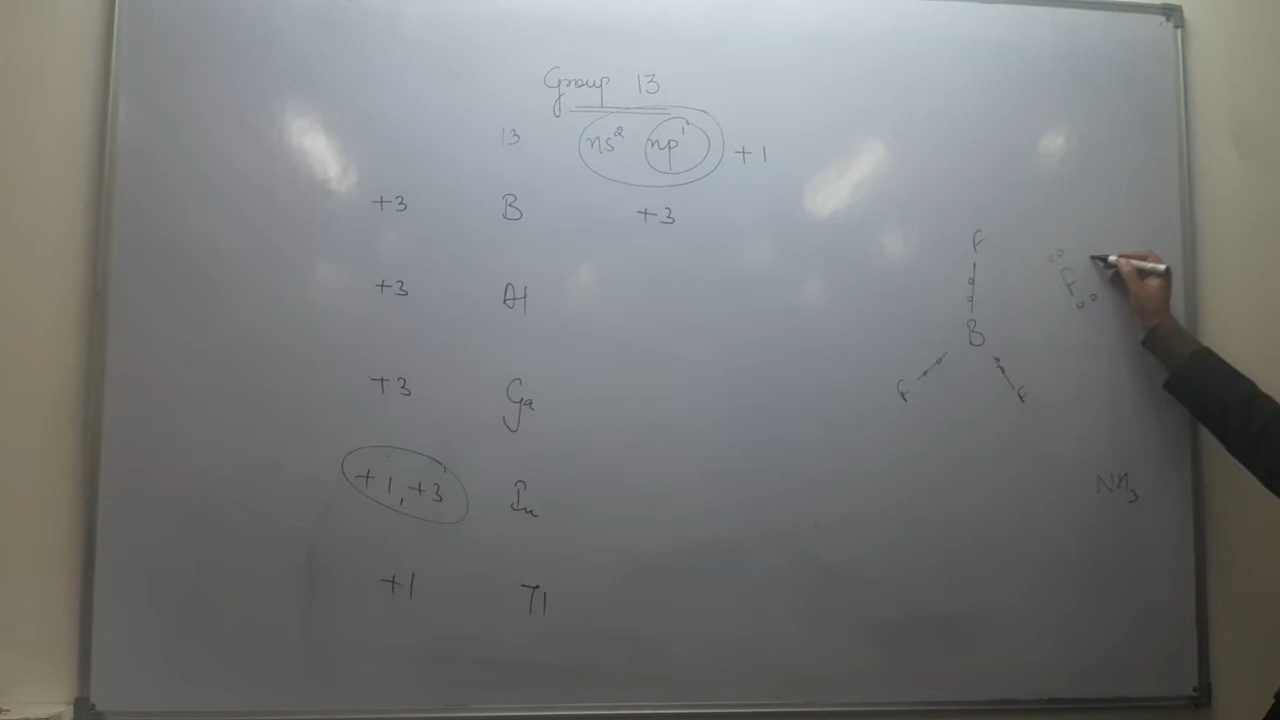 Group 13
13 ns² np¹ +1
+3 B +3
+3 Al
+3 Ga
+1, +3 In
+1 Tl
F
F
B
F F
NH₃